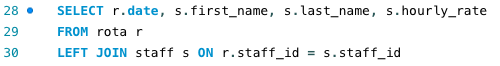 28 SELECT r.date, s.first_name, s.last_name, s.hourly_rate
29 FROM rota r
30 LEFT JOIN staff s ON r.staff_id = s.staff_id